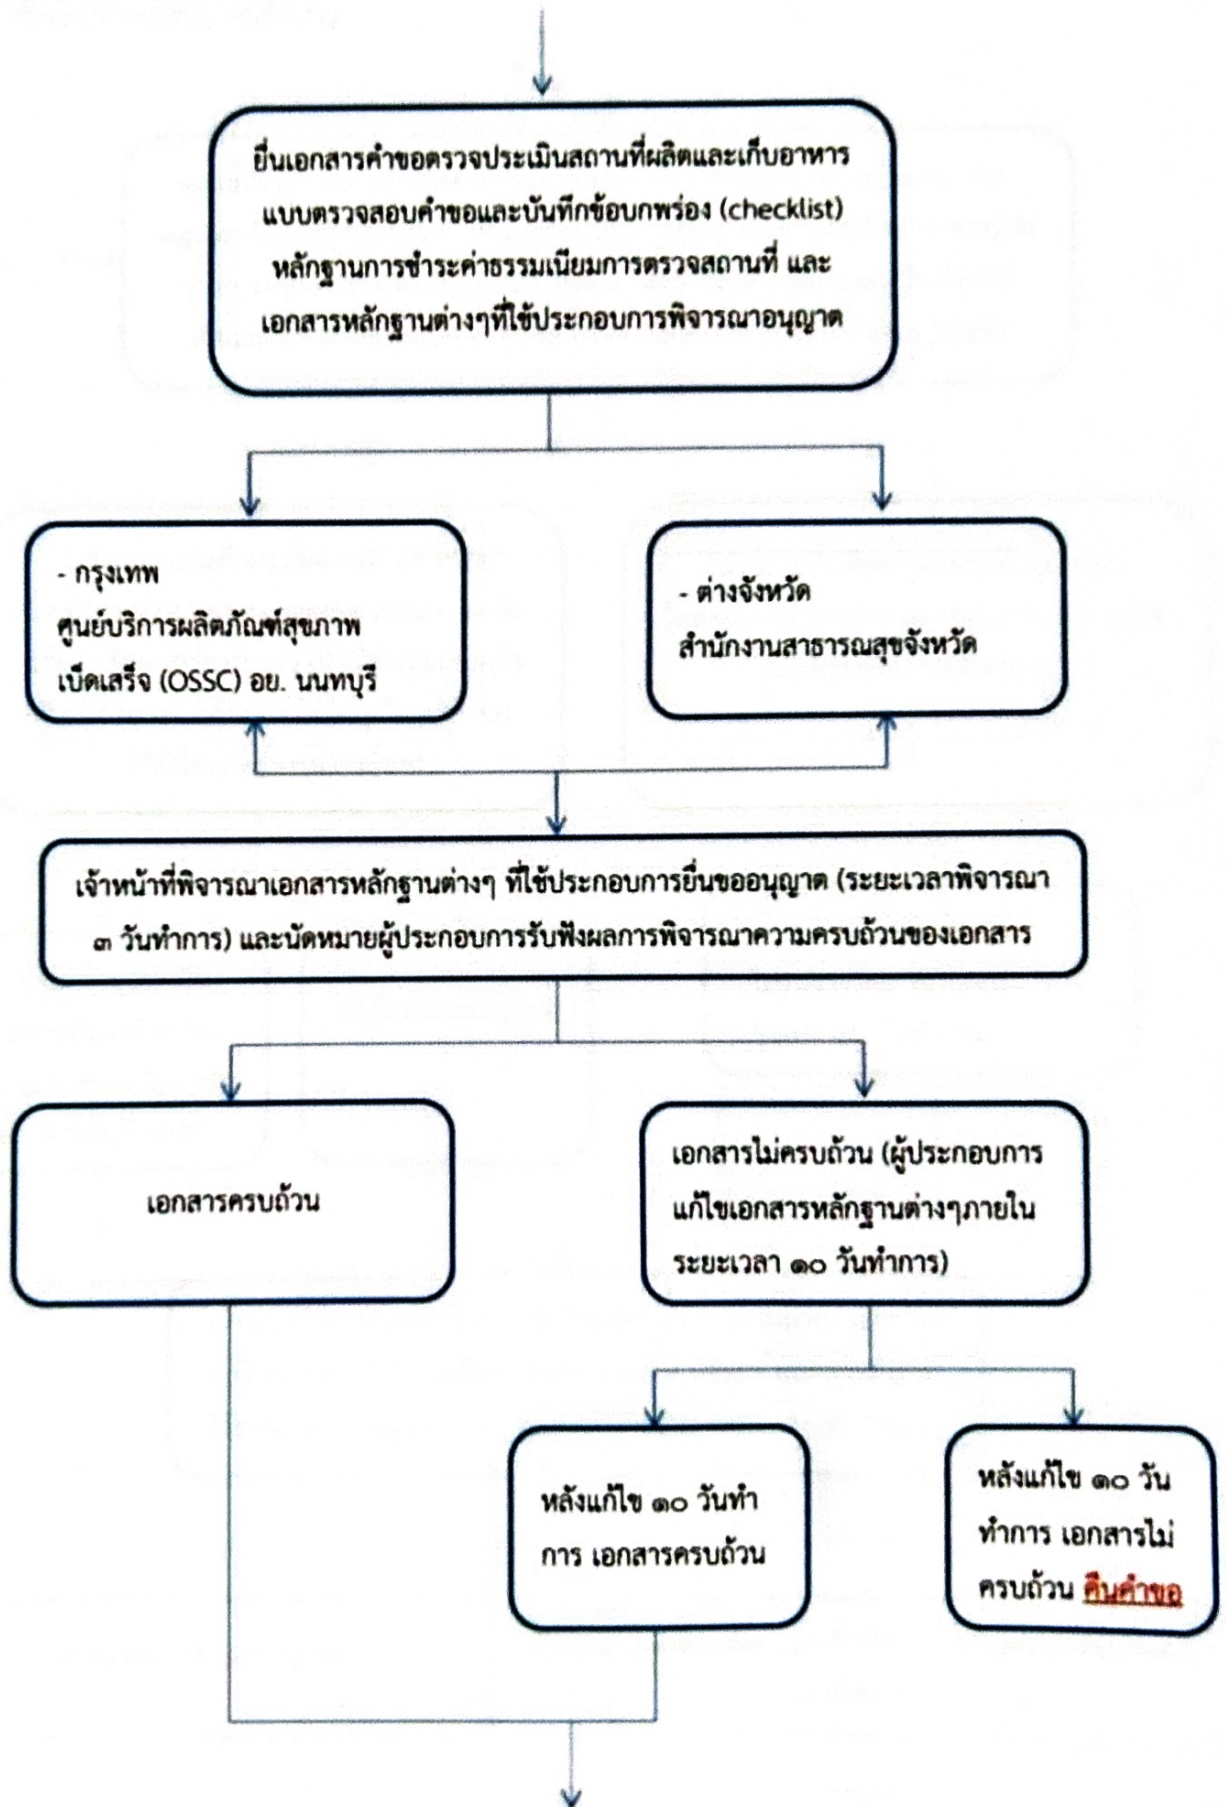 ยื่นเอกสารคำขอตรวจประเมินสถานที่ผลิตและเก็บอาหาร
แบบตรวจสอบคำขอและบันทึกข้อบกพร่อง (checklist)
หลักฐานการชำระค่าธรรมเนียมการตรวจสถานที่ และ
เอกสารหลักฐานต่างๆที่ใช้ประกอบการพิจารณาอนุญาต
- กรุงเทพ
ศูนย์บริการผลิตภัณฑ์สุขภาพ
เบ็ดเสร็จ (OSSC) อย. นนทบุรี
- ต่างจังหวัด
สำนักงานสาธารณสุขจังหวัด
เจ้าหน้าที่พิจารณาเอกสารหลักฐานต่างๆ ที่ใช้ประกอบการยื่นขออนุญาต (ระยะเวลาพิจารณา
๓ วันทำการ) และนัดหมายผู้ประกอบการรับฟังผลการพิจารณาความครบถ้วนของเอกสาร
เอกสารครบถ้วน
เอกสารไม่ครบถ้วน (ผู้ประกอบการ
แก้ไขเอกสารหลักฐานต่างๆภายใน
ระยะเวลา ๑๐ วันทำการ)
หลังแก้ไข ๑๐ วันทำ
การ เอกสารครบถ้วน
หลังแก้ไข ๑๐ วัน
ทำการ เอกสารไม่
ครบถ้วน คืนคำขอ